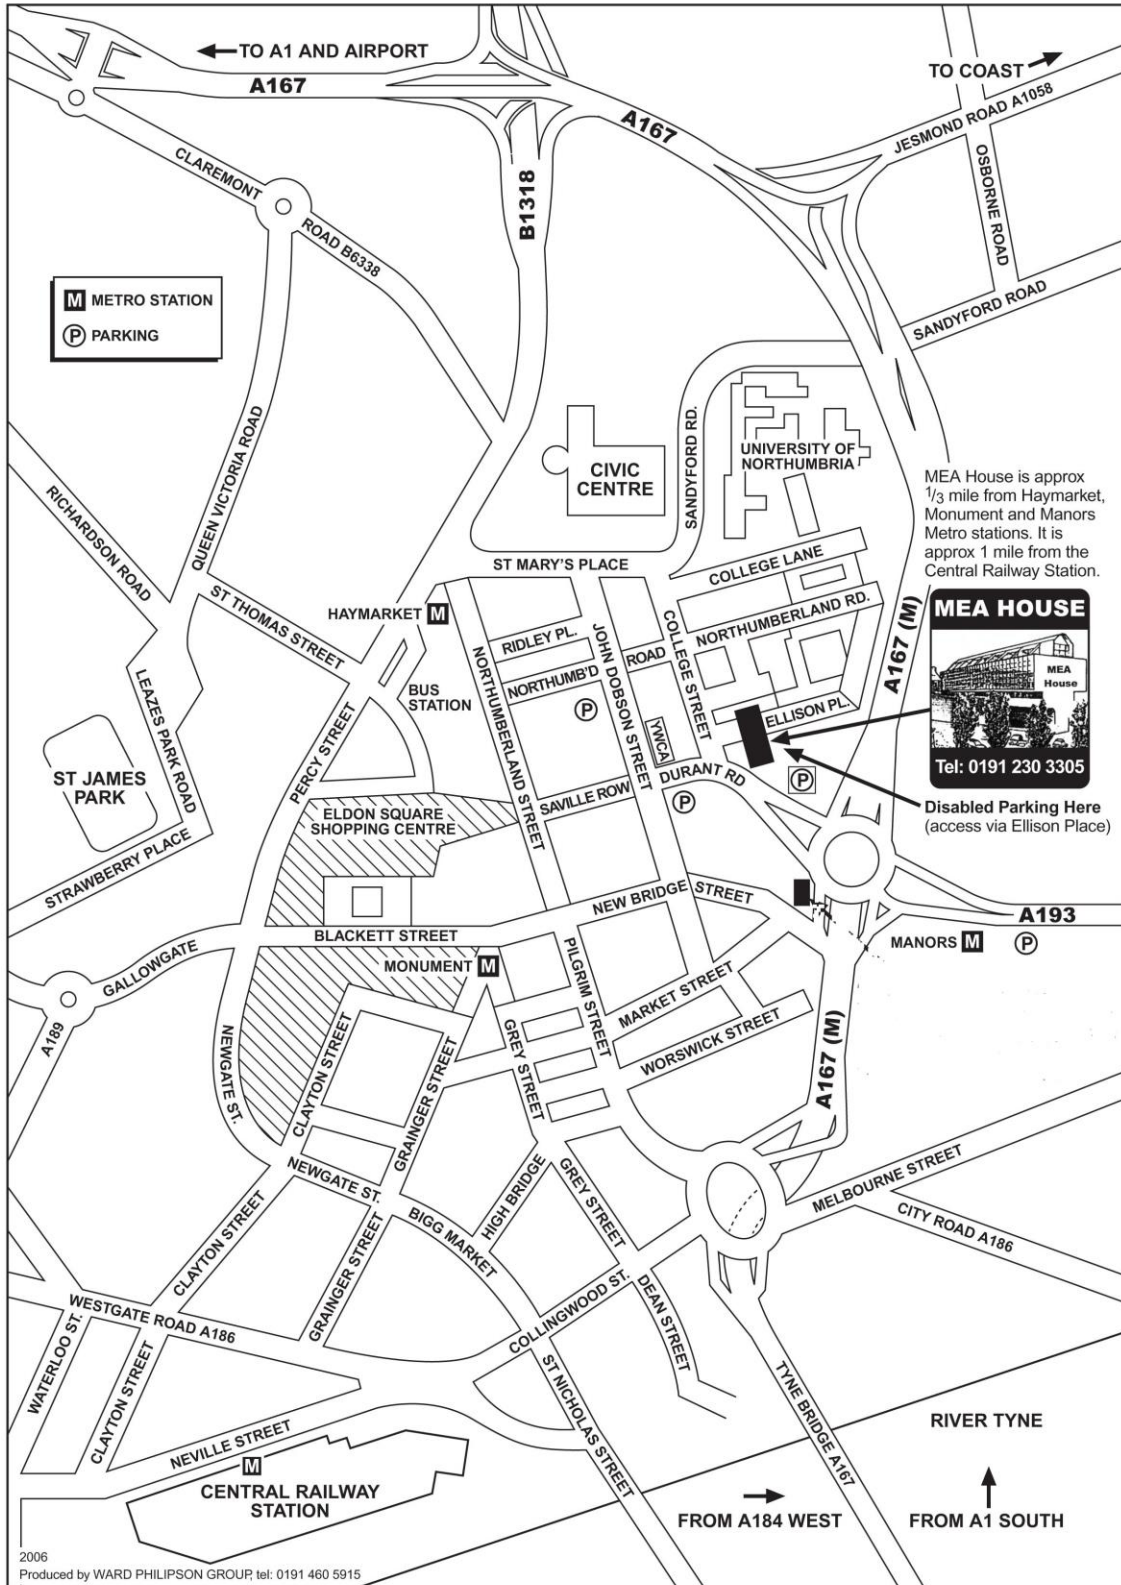 TO A1 AND AIRPORT
A167
TO COAST
A167
JESMOND ROAD A1058
CLAREMONT
ROAD B6338
B1318
OSBORNE ROAD
SANDYFORD ROAD
M METRO STATION
P PARKING
QUEEN VICTORIA ROAD
RICHARDSON ROAD
SANDYFORD RD.
CIVIC
CENTRE
UNIVERSITY OF
NORTHUMBRIA
MEA House is approx
1/3 mile from Haymarket,
Monument and Manors
Metro stations. It is
approx 1 mile from the
Central Railway Station.
ST MARY'S PLACE
COLLEGE LANE
ST THOMAS STREET
HAYMARKET M
RIDLEY PL.
NORTHUMB'D
ROAD
NORTHUMBERLAND RD.
JOHN DOBSON STREET
COLLEGE STREET
A167 (M)
MEA HOUSE
MEA
House
Tel: 0191 230 3305
LEAZES PARK ROAD
BUS
STATION
NORTHUMBERLAND STREET
P
YWCA
ELLISON PL.
PERCY STREET
ST JAMES
PARK
DURANT RD
P
P
SAVILLE ROW
Disabled Parking Here
(access via Ellison Place)
ELDON SQUARE
SHOPPING CENTRE
STRAWBERRY PLACE
NEW BRIDGE STREET
A193
BLACKETT STREET
MANORS M
P
GALLOWGATE
MONUMENT M
PILGRIM STREET
MARKET STREET
A189
NEWGATE ST.
CLAYTON STREET
GRAINGER STREET
GREY STREET
WORSWICK STREET
A167 (M)
NEWGATE ST.
HIGH BRIDGE
GREY STREET
MELBOURNE STREET
CITY ROAD A186
CLAYTON STREET
GRAINGER STREET
BIGG MARKET
COLLINGWOOD ST.
DEAN STREET
WESTGATE ROAD A186
WATERLOO ST.
CLAYTON STREET
ST NICHOLAS STREET
TYNE BRIDGE A167
RIVER TYNE
NEVILLE STREET
M
CENTRAL RAILWAY
STATION
FROM A184 WEST
FROM A1 SOUTH
2006
Produced by WARD PHILIPSON GROUP, tel: 0191 460 5915